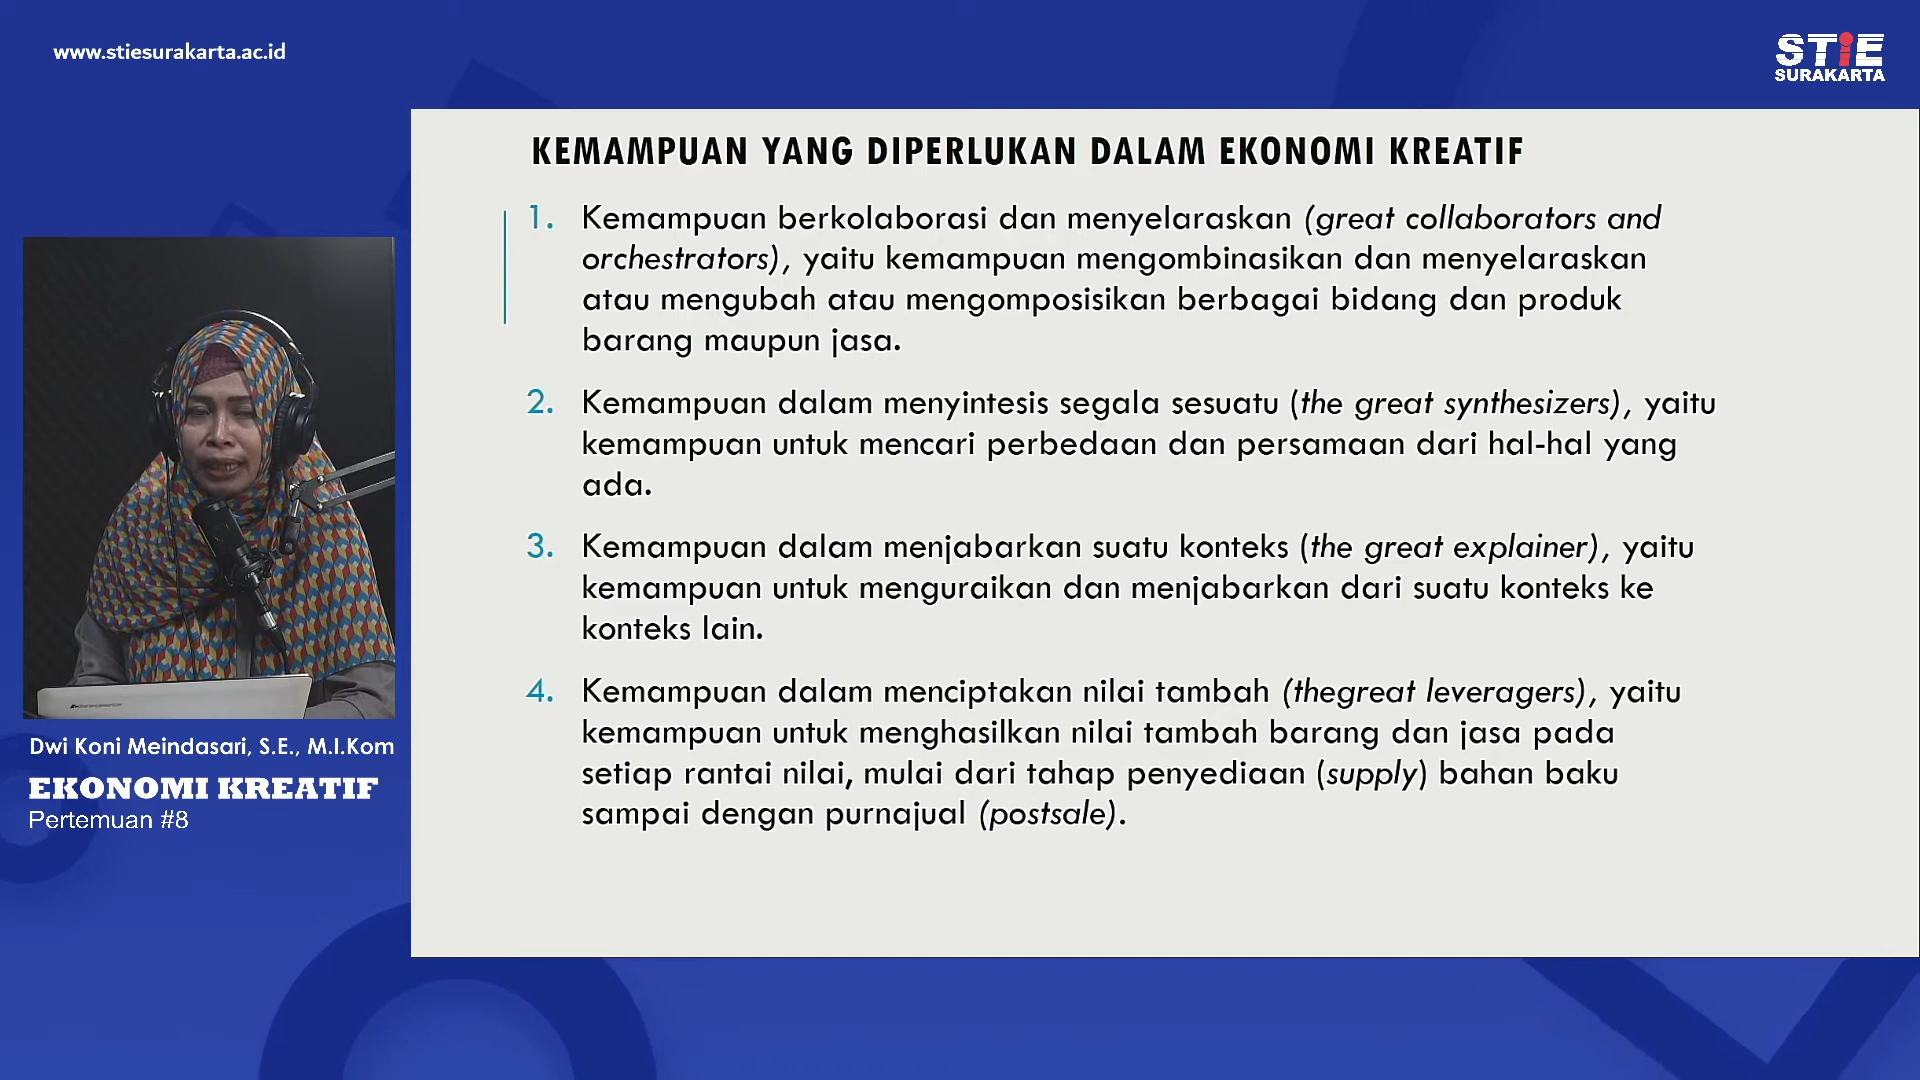 www.stiesurakarta.ac.id
STiE
SURAKARTA
KEMAMPUAN YANG DIPERLUKAN DALAM EKONOMI KREATIF
1. Kemampuan berkolaborasi dan menyelaraskan (great collaborators and
orchestrators), yaitu kemampuan mengombinasikan dan menyelaraskan
atau mengubah atau mengomposisikan berbagai bidang dan produk
barang maupun jasa.
2. Kemampuan dalam menyintesis segala sesuatu (the great synthesizers), yaitu
kemampuan untuk mencari perbedaan dan persamaan dari hal-hal yang
ada.
3. Kemampuan dalam menjabarkan suatu konteks (the great explainer), yaitu
kemampuan untuk menguraikan dan menjabarkan dari suatu konteks ke
konteks lain.
4. Kemampuan dalam menciptakan nilai tambah (thegreat leveragers), yaitu
kemampuan untuk menghasilkan nilai tambah barang dan jasa pada
setiap rantai nilai, mulai dari tahap penyediaan (supply) bahan baku
sampai dengan purnajual (postsale).
Dwi Koni Meindasari, S.E., M.I.Kom
EKONOMI KREATIF
Pertemuan #8